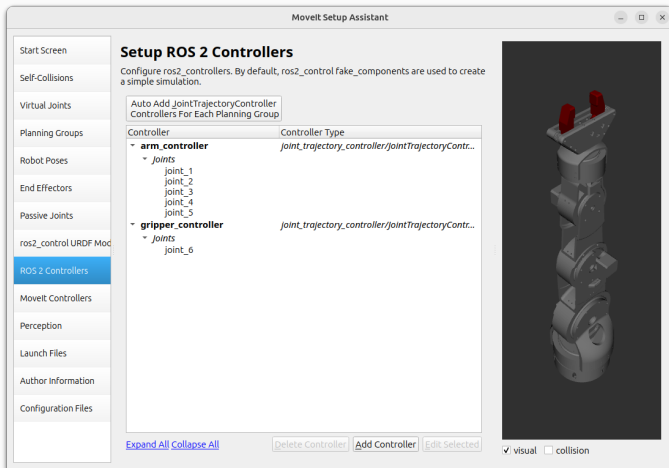 MoveIt Setup Assistant
Start Screen
Self-Collisions
Virtual Joints
Planning Groups
Robot Poses
End Effectors
Passive Joints
ros2_control URDF Mod
ROS 2 Controllers
MoveIt Controllers
Perception
Launch Files
Author Information
Configuration Files
Setup ROS 2 Controllers
Configure ros2_controllers. By default, ros2_control fake_components are used to create
a simple simulation.
Auto Add JointTrajectoryController
Controllers For Each Planning Group
Controller Controller Type
arm_controller joint_trajectory_controller/JointTrajectoryContr...
Joints
joint_1
joint_2
joint_3
joint_4
joint_5
gripper_controller joint_trajectory_controller/JointTrajectoryContr...
Joints
joint_6
Expand All Collapse All Delete Controller Add Controller Edit Selected
visual collision